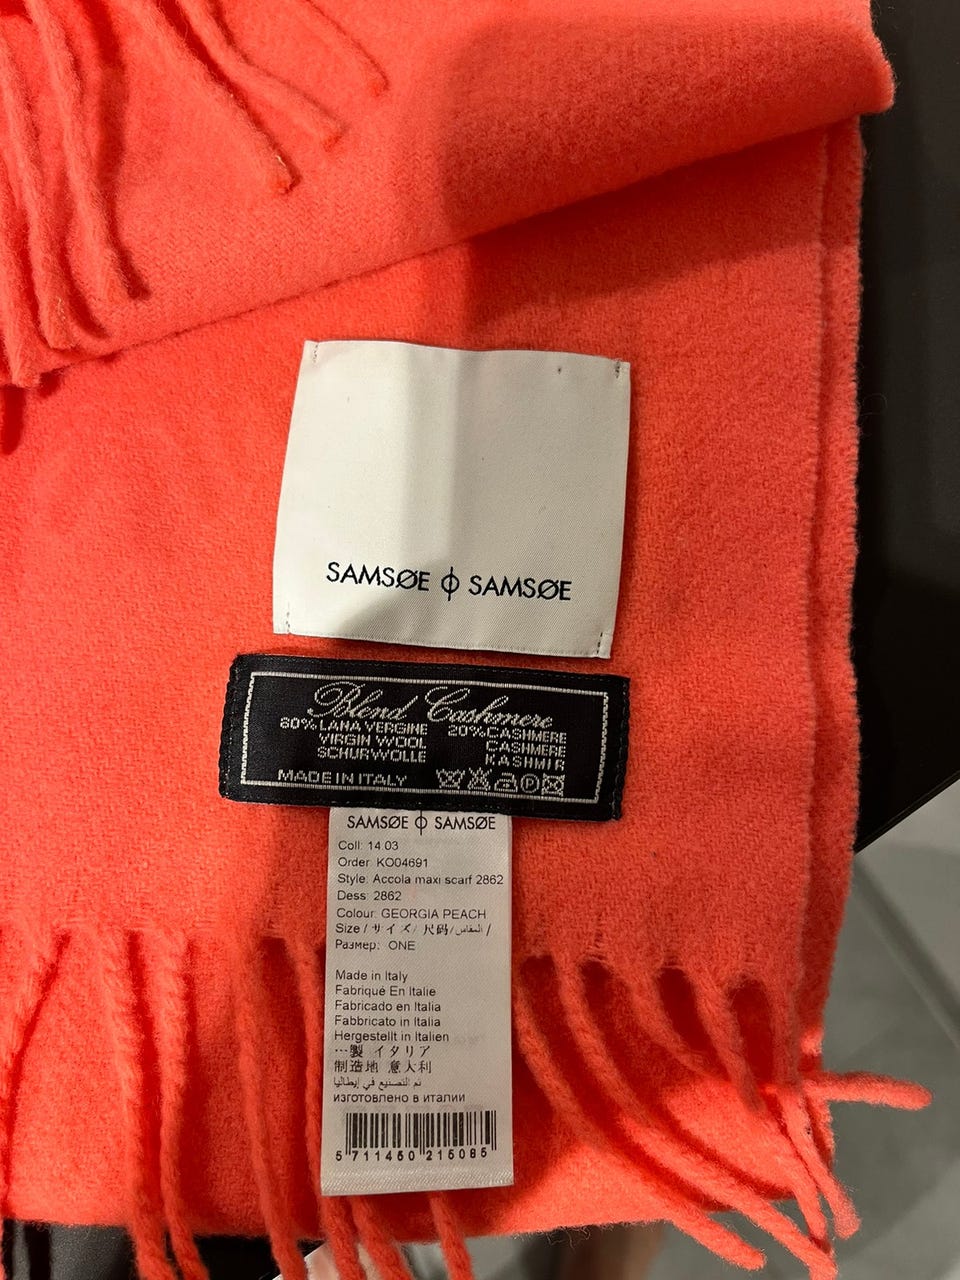 SAMSØE ϕ SAMSØE
Blend Cashmere
80% LANA VERGINE 20% CASHMERE
VIRGIN WOOL CASHMERE
SCHURWOLLE KASHMIR
MADE IN ITALY
SAMSØE ϕ SAMSØE
Coll: 14.03
Order: KO04691
Style: Accola maxi scarf 2862
Dess: 2862
Colour: GEORGIA PEACH
Size / サイズ/ 尺码/المقاس/
Размер: ONE
Made in Italy
Fabriqué En Italie
Fabricado en Italia
Fabbricato in Italia
Hergestellt in Italien
…製 イタリア
制造地 意大利
تم التصنيع في إيطاليا
изготовлено в италии
5 711450 215085